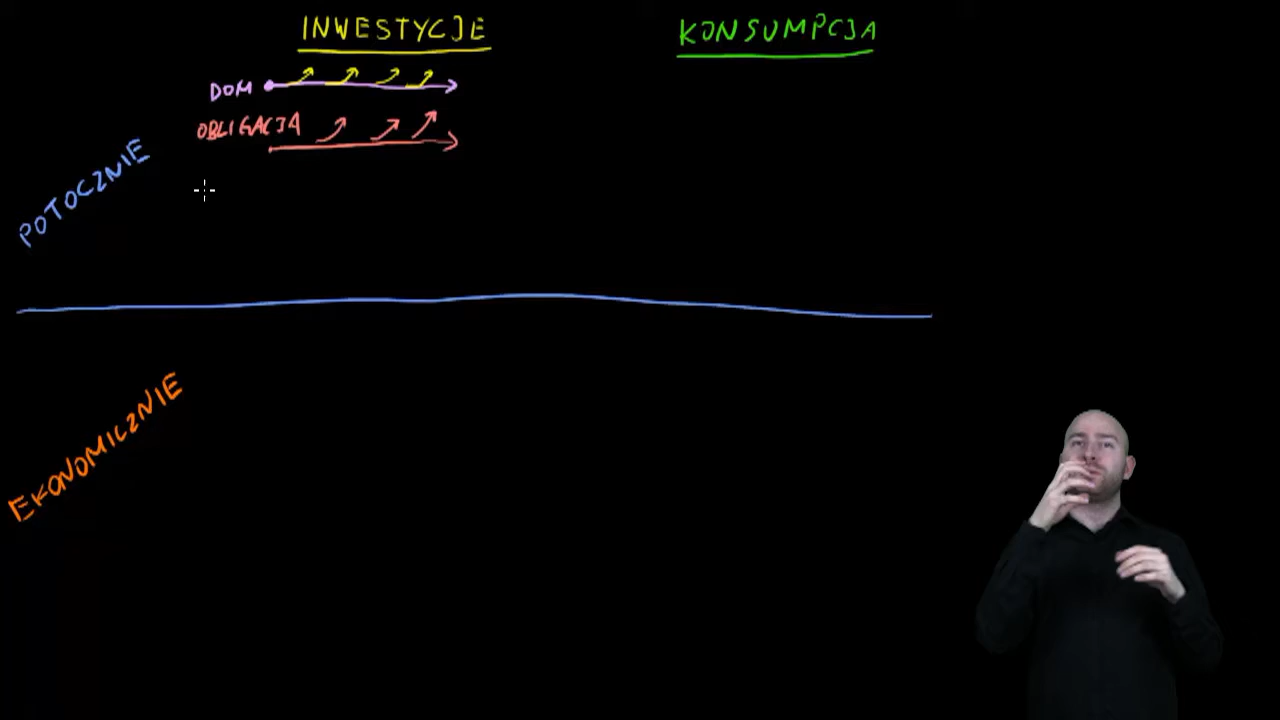 INWESTYCJE
KONSUMPCJA
DOM
OBLIGACJA
POTOCZNIE
EKONOMICZNIE